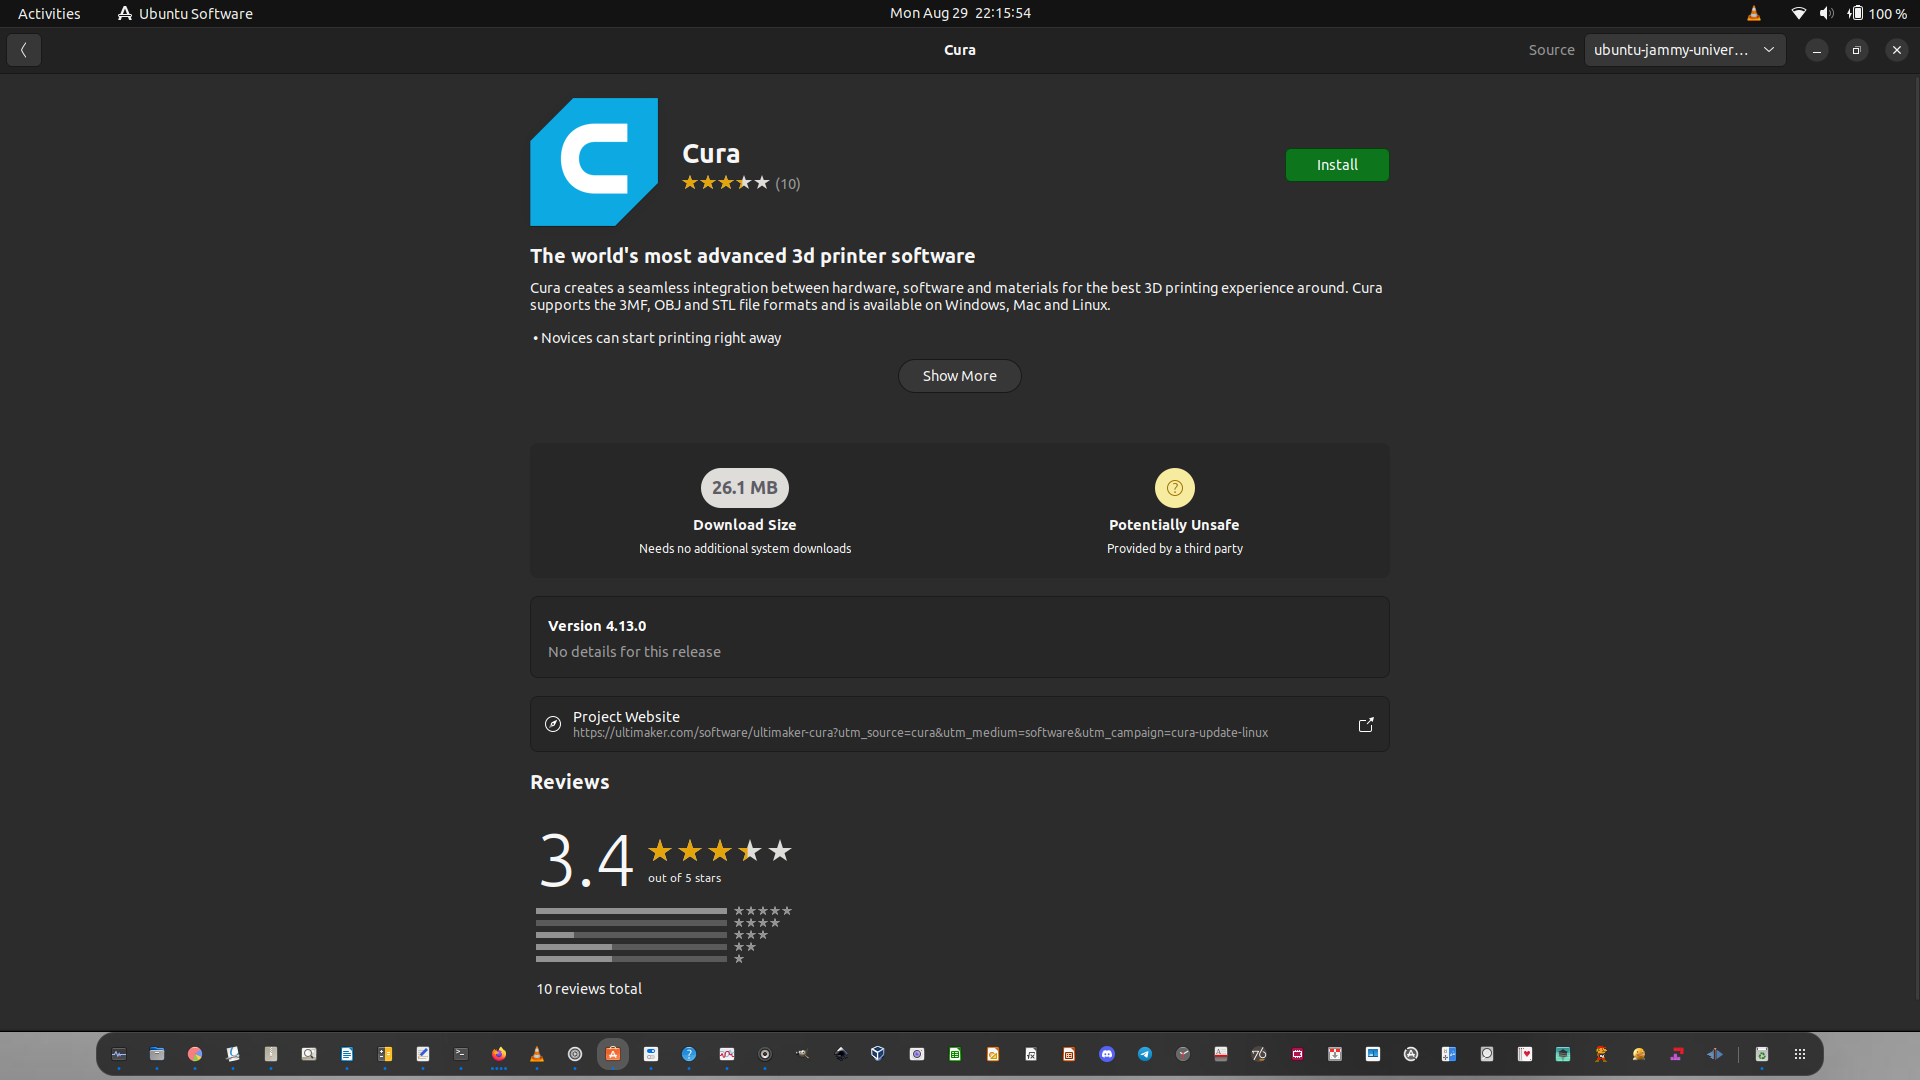 Activities
Ubuntu Software
Mon Aug 29 22:15:54
100 %
Cura
Source
ubuntu-jammy-univer…
Cura
(10)
Install
The world's most advanced 3d printer software
Cura creates a seamless integration between hardware, software and materials for the best 3D printing experience around. Cura
supports the 3MF, OBJ and STL file formats and is available on Windows, Mac and Linux.
• Novices can start printing right away
Show More
26.1 MB
Download Size
Needs no additional system downloads
Potentially Unsafe
Provided by a third party
Version 4.13.0
No details for this release
Project Website
https://ultimaker.com/software/ultimaker-cura?utm_source=cura&utm_medium=software&utm_campaign=cura-update-linux
Reviews
3.4
out of 5 stars
10 reviews total